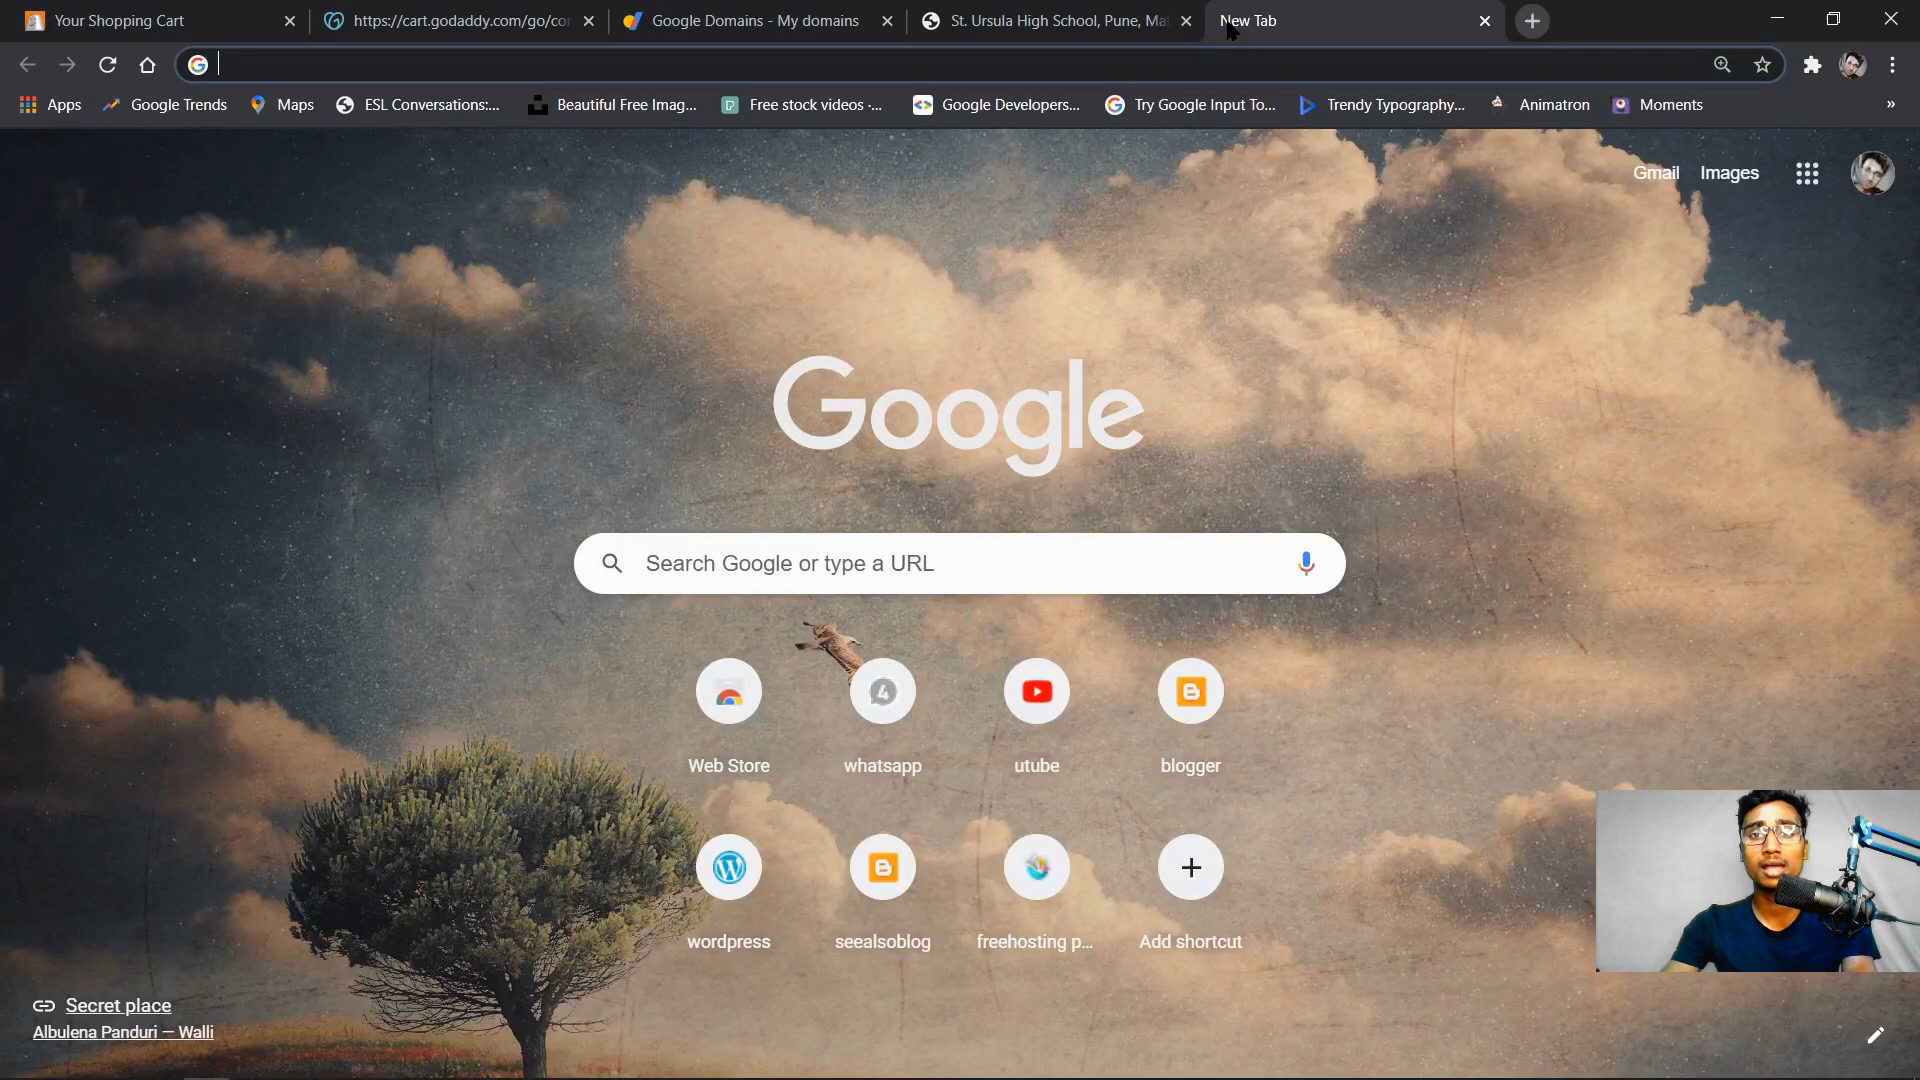 Your Shopping Cart
https://cart.godaddy.com/go/co
Google Domains - My domains
St. Ursula High School, Pune, Ma
New Tab
Apps
Google Trends
Maps
ESL Conversations:...
Beautiful Free Imag...
Free stock videos ·...
Google Developers...
Try Google Input To...
Trendy Typography,...
Animatron
Moments
»
Gmail
Images
Google
Search Google or type a URL
4
Web Store
whatsapp
utube
blogger
wordpress
seealsoblog
freehosting p...
Add shortcut
Secret place
Albulena Panduri — Walli